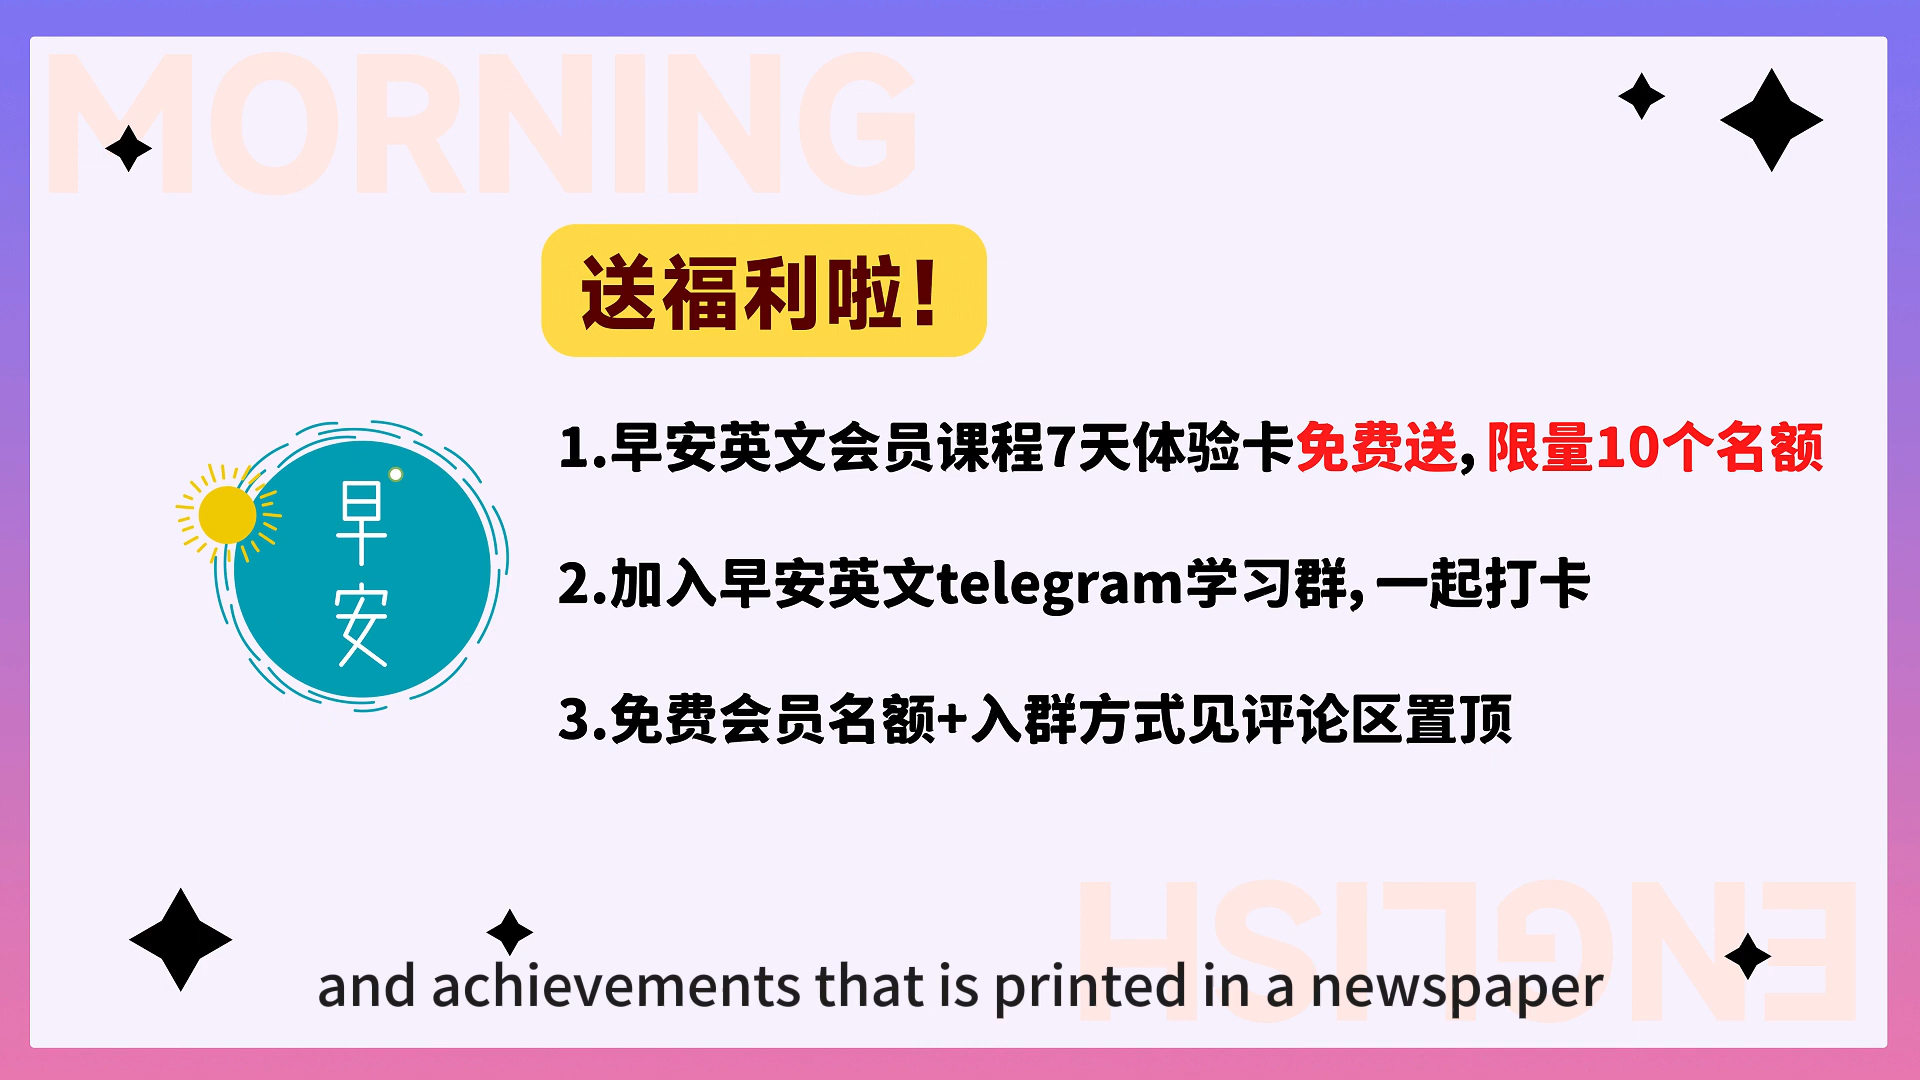 MORNING
送福利啦!
1.早安英文会员课程7天体验卡免费送,限量10个名额
早安
2.加入早安英文telegram学习群,一起打卡
3.免费会员名额+入群方式见评论区置顶
ENGLISH
and achievements that is printed in a newspaper